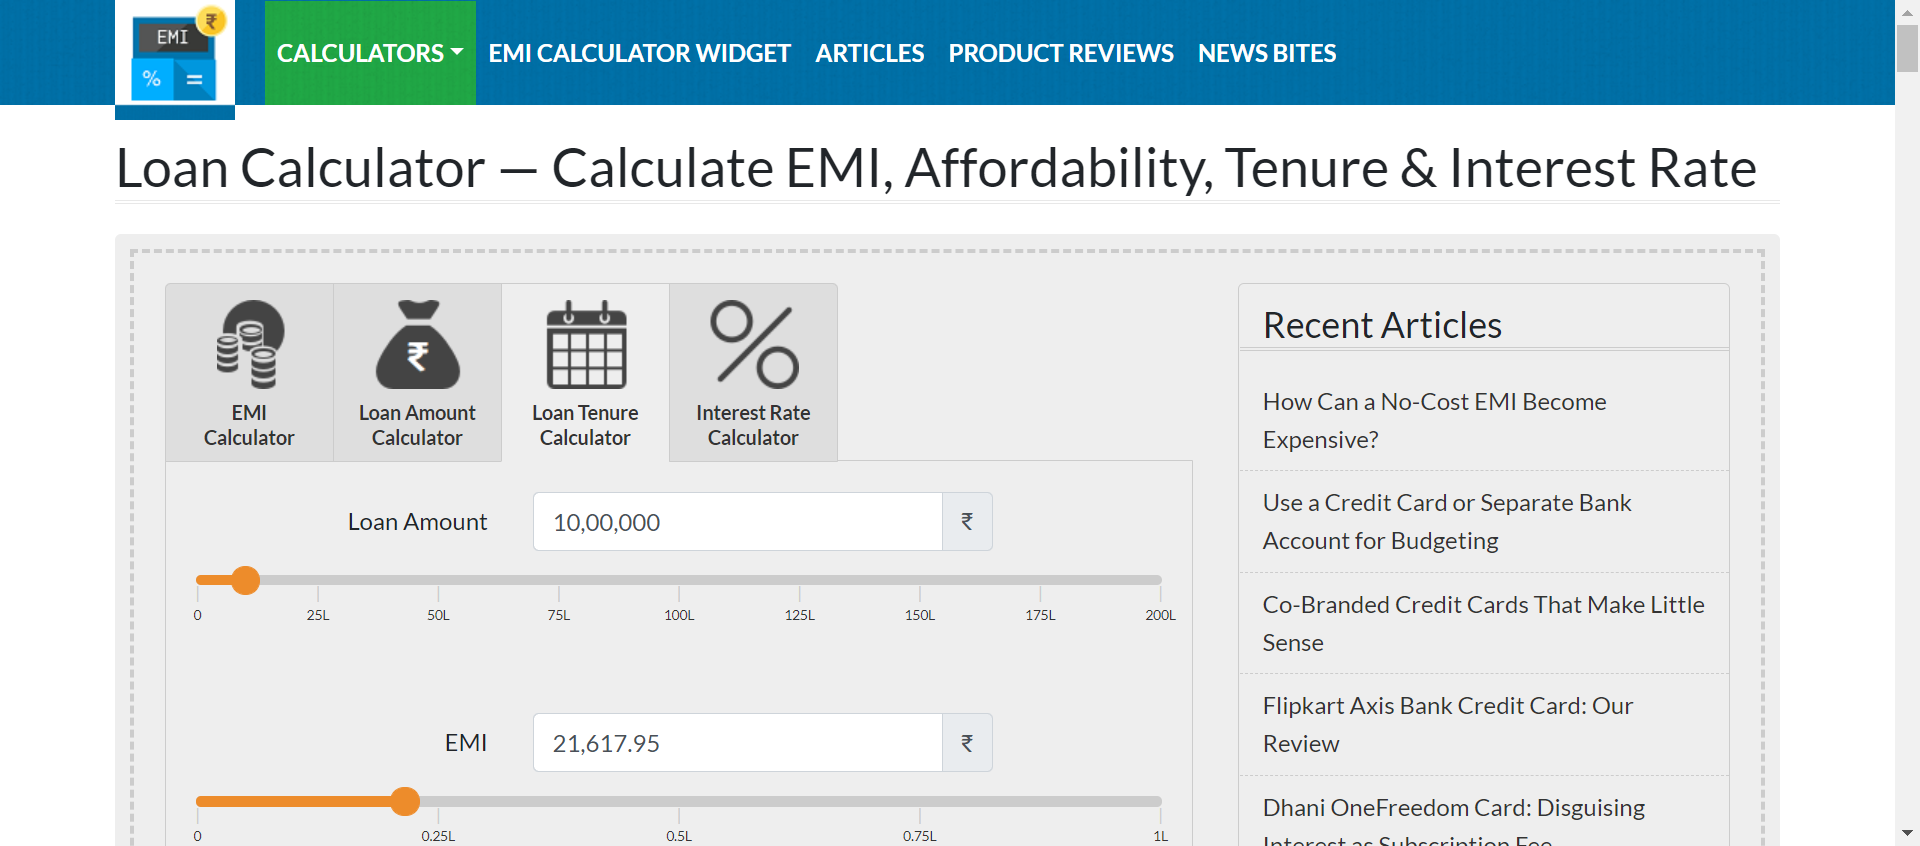 EMI
₹
%
=
CALCULATORS
EMI CALCULATOR WIDGET
ARTICLES
PRODUCT REVIEWS
NEWS BITES
Loan Calculator — Calculate EMI, Affordability, Tenure & Interest Rate
EMI
Calculator
₹
Loan Amount
Calculator
Loan Tenure
Calculator
Interest Rate
Calculator
Loan Amount
10,00,000
₹
0 25L 50L 75L 100L 125L 150L 175L 200L
EMI
21,617.95
₹
0 0.25L 0.5L 0.75L 1L
Recent Articles
How Can a No-Cost EMI Become
Expensive?
Use a Credit Card or Separate Bank
Account for Budgeting
Co-Branded Credit Cards That Make Little
Sense
Flipkart Axis Bank Credit Card: Our
Review
Dhani OneFreedom Card: Disguising
Interest as Subscription Fee